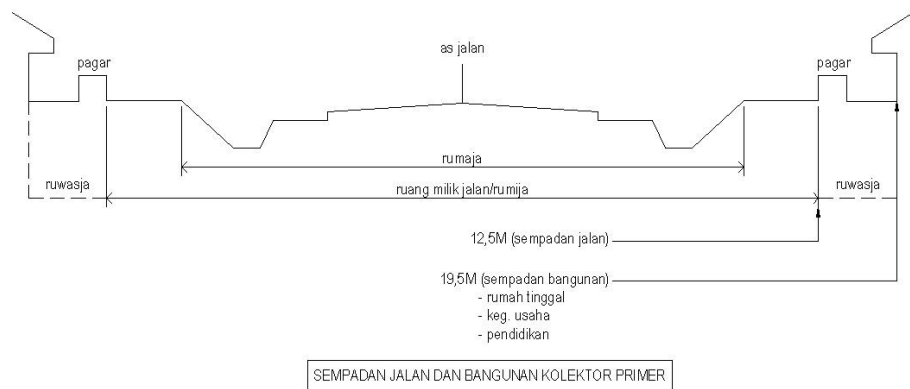 as jalan
pagar
pagar
rumaja
ruwasja
ruang milik jalan/rumija
ruwasja
12,5M (sempadan jalan)
19,5M (sempadan bangunan)
- rumah tinggal
- keg. usaha
- pendidikan
SEMPADAN JALAN DAN BANGUNAN KOLEKTOR PRIMER